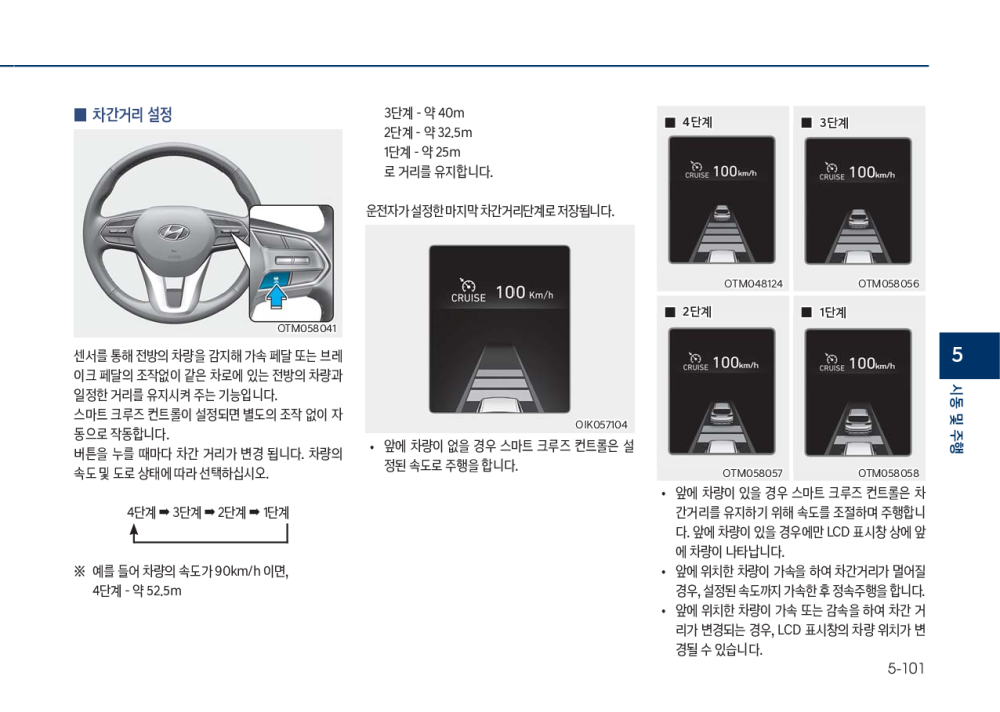 ■ 차간거리 설정
OTM058041
센서를 통해 전방의 차량을 감지해 가속 페달 또는 브레
이크 페달의 조작없이 같은 차로에 있는 전방의 차량과
일정한 거리를 유지시켜 주는 기능입니다.
스마트 크루즈 컨트롤이 설정되면 별도의 조작 없이 자
동으로 작동합니다.
버튼을 누를 때마다 차간 거리가 변경 됩니다. 차량의
속도 및 도로 상태에 따라 선택하십시오.
4단계 ➡ 3단계 ➡ 2단계 ➡ 1단계
※ 예를 들어 차량의 속도가 90km/h 이면,
4단계 - 약 52.5m
3단계 - 약 40m
2단계 - 약 32.5m
1단계 - 약 25m
로 거리를 유지합니다.
운전자가 설정한 마지막 차간거리단계로 저장됩니다.
CRUISE 100 Km/h
OIK057104
• 앞에 차량이 없을 경우 스마트 크루즈 컨트롤은 설
정된 속도로 주행을 합니다.
■ 4단계
CRUISE 100km/h
OTM048124
■ 3단계
CRUISE 100km/h
OTM058056
■ 2단계
CRUISE 100km/h
OTM058057
■ 1단계
CRUISE 100km/h
OTM058058
• 앞에 차량이 있을 경우 스마트 크루즈 컨트롤은 차
간거리를 유지하기 위해 속도를 조절하며 주행합니
다. 앞에 차량이 있을 경우에만 LCD 표시창 상에 앞
에 차량이 나타납니다.
• 앞에 위치한 차량이 가속을 하여 차간거리가 멀어질
경우, 설정된 속도까지 가속한 후 정속주행을 합니다.
• 앞에 위치한 차량이 가속 또는 감속을 하여 차간 거
리가 변경되는 경우, LCD 표시창의 차량 위치가 변
경될 수 있습니다.
5
시동 및 주행
5-101